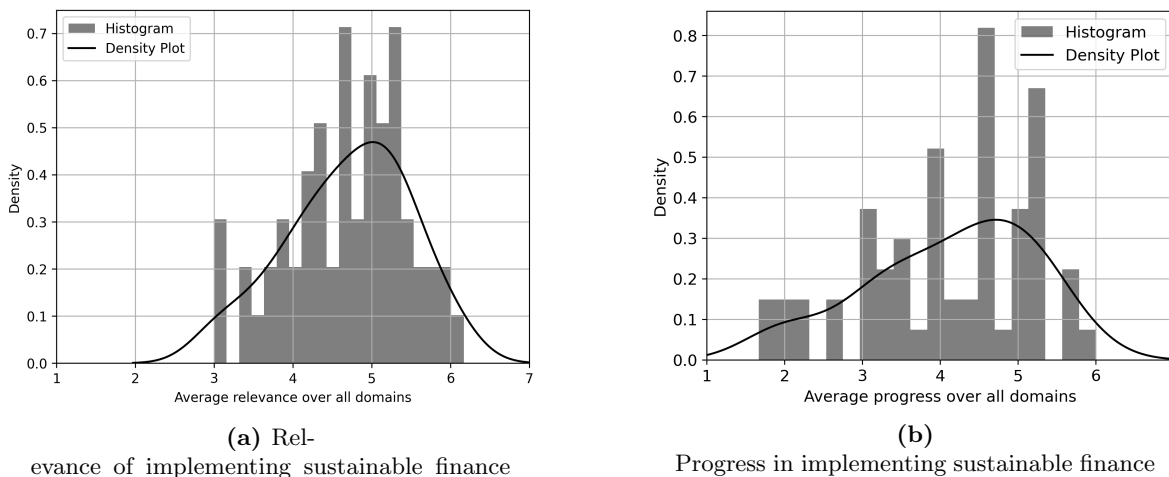 0.7
0.6
0.5
0.4
0.3
0.2
0.1
0.0
Density
Histogram
Density Plot
1 2 3 4 5 6 7
Average relevance over all domains
(a) Rel-
evance of implementing sustainable finance
0.8
0.7
0.6
0.5
0.4
0.3
0.2
0.1
0.0
Density
Histogram
Density Plot
1 2 3 4 5 6
Average progress over all domains
(b)
Progress in implementing sustainable finance